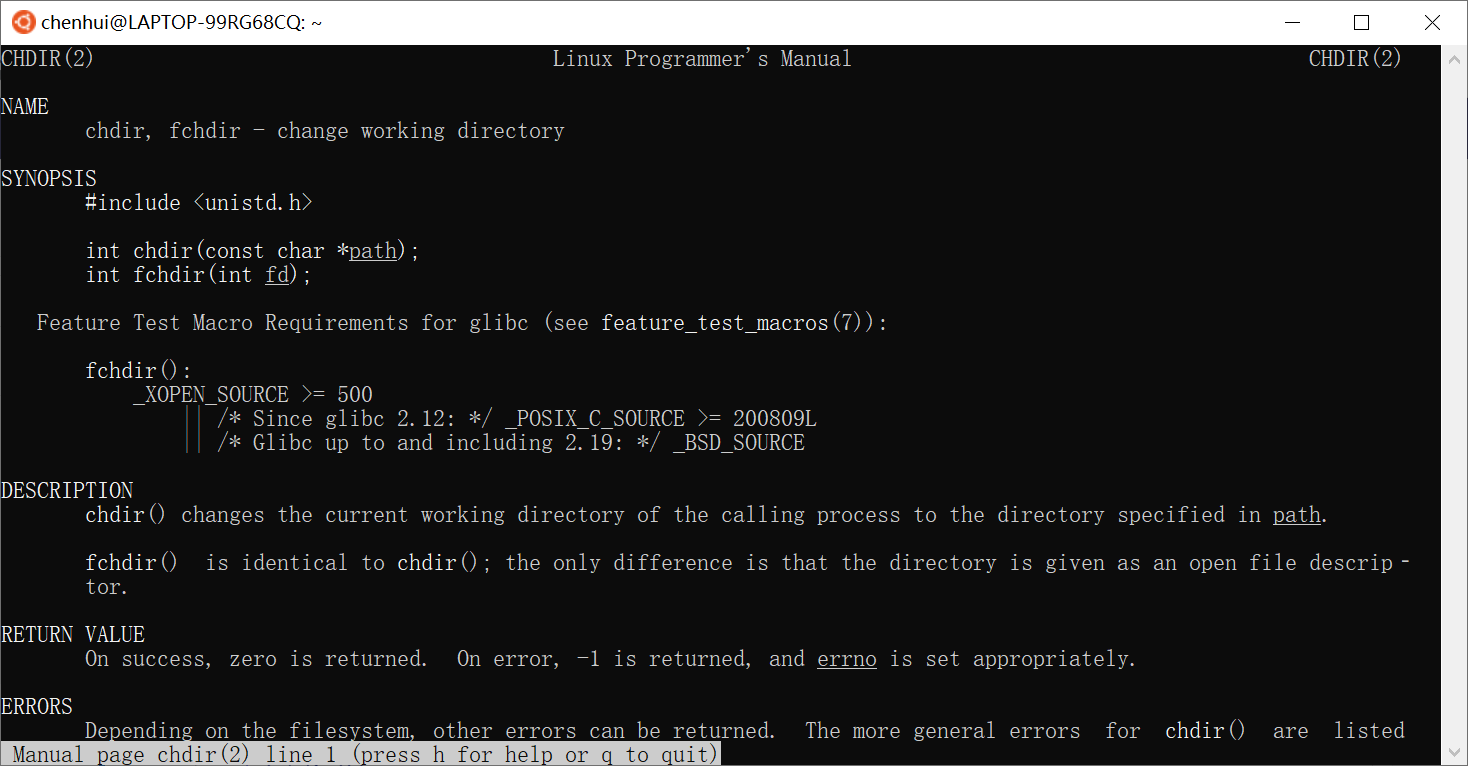 chenhui@LAPTOP-99RG68CQ: ~
CHDIR(2) Linux Programmer's Manual CHDIR(2)
NAME
chdir, fchdir - change working directory
SYNOPSIS
#include <unistd.h>
int chdir(const char *path);
int fchdir(int fd);
Feature Test Macro Requirements for glibc (see feature_test_macros(7)):
fchdir():
_XOPEN_SOURCE >= 500
|| /* Since glibc 2.12: */ _POSIX_C_SOURCE >= 200809L
|| /* Glibc up to and including 2.19: */ _BSD_SOURCE
DESCRIPTION
chdir() changes the current working directory of the calling process to the directory specified in path.
fchdir() is identical to chdir(); the only difference is that the directory is given as an open file descrip-
tor.
RETURN VALUE
On success, zero is returned. On error, -1 is returned, and errno is set appropriately.
ERRORS
Depending on the filesystem, other errors can be returned. The more general errors for chdir() are listed
Manual page chdir(2) line 1 (press h for help or q to quit)